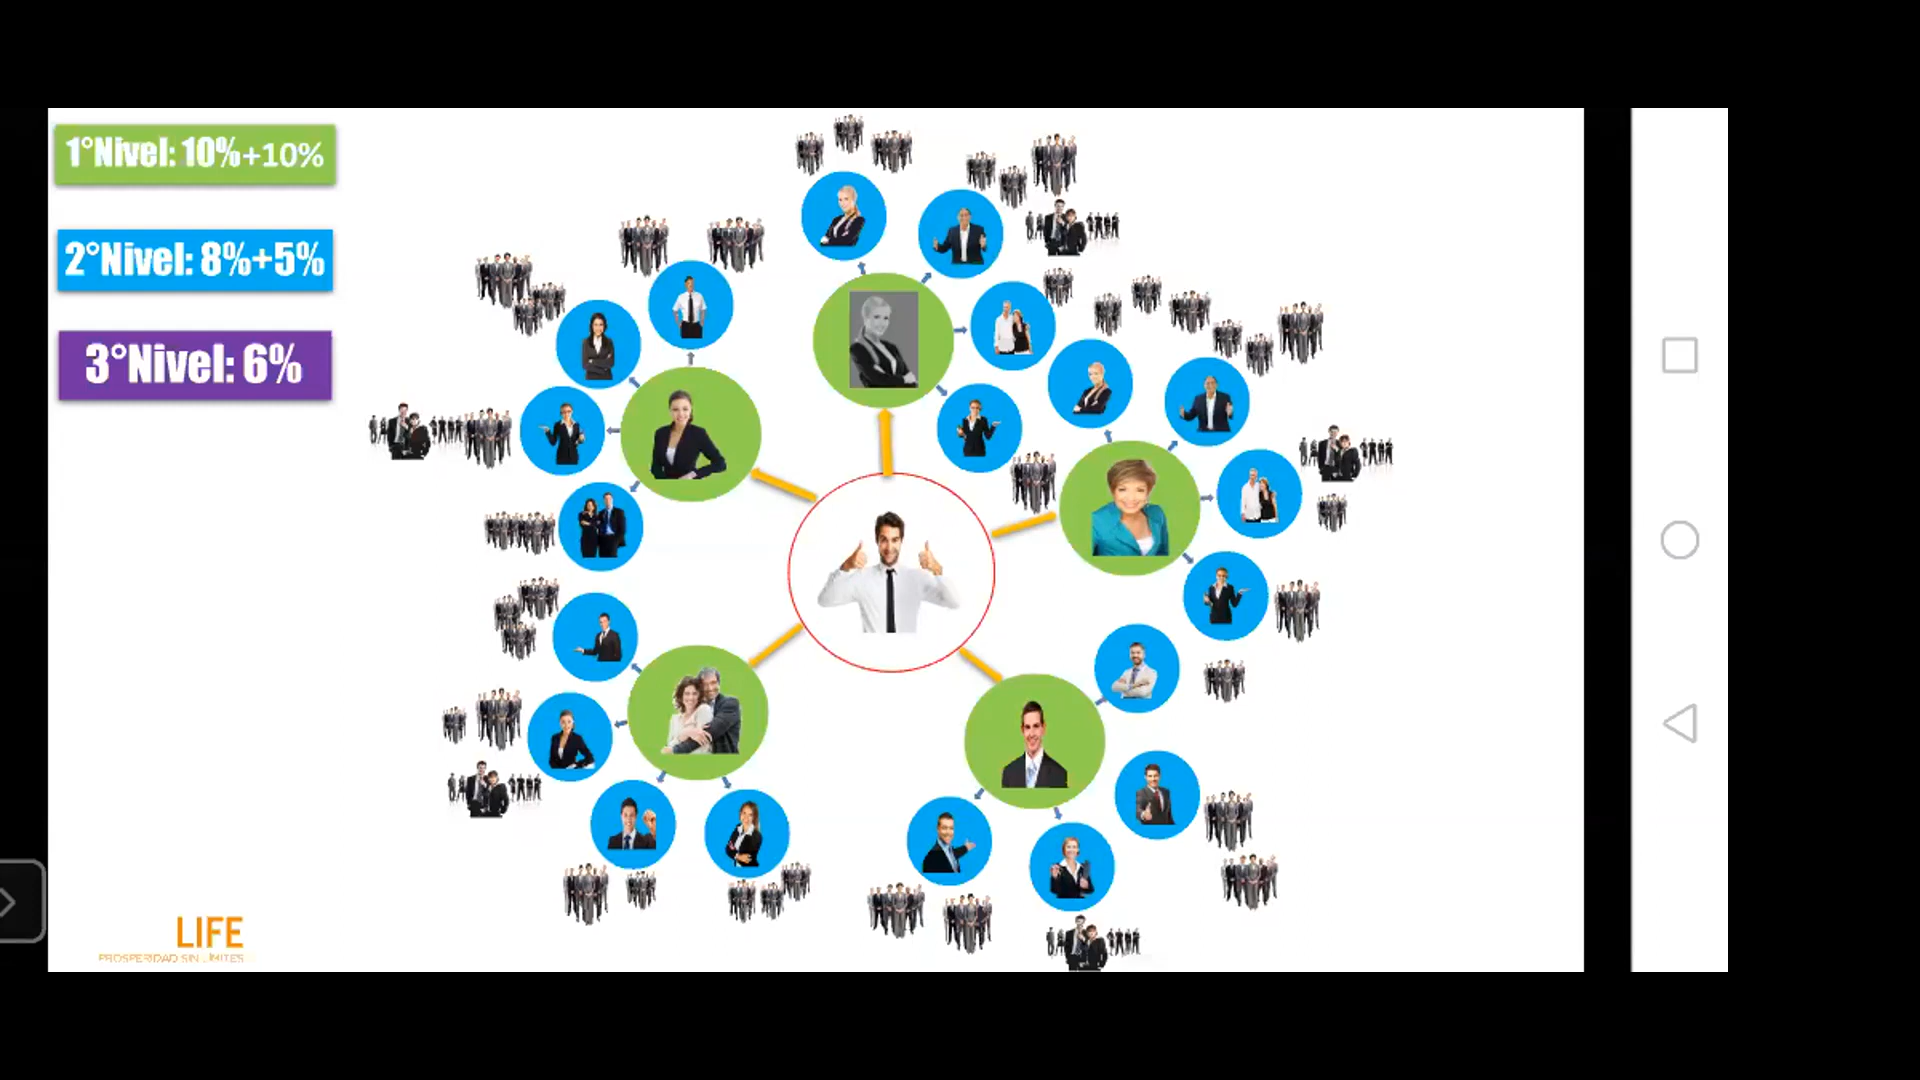 1°Nivel: 10%+10%
2°Nivel: 8%+5%
3°Nivel: 6%
LIFE
PROSPERIDAD SIN LIMITES